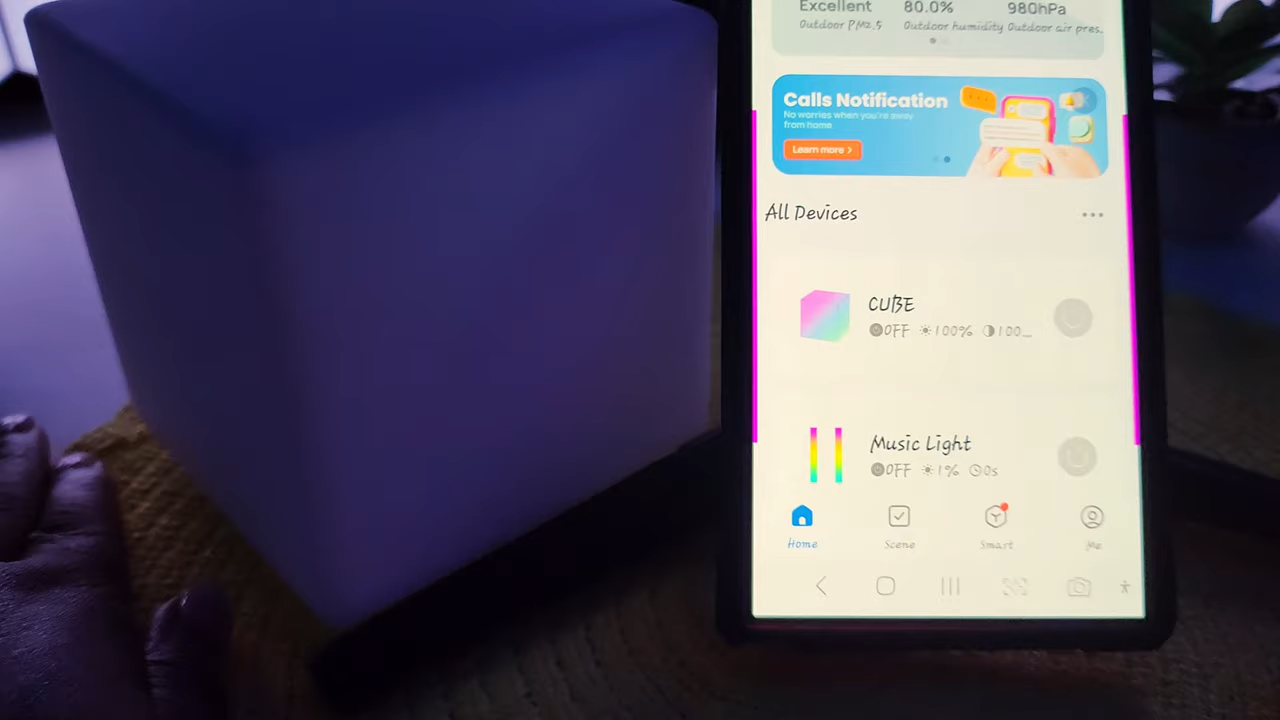 Excellent 80.0% 980hPa
Outdoor PM2.5 Outdoor humidity Outdoor air pres.
Calls Notification
No worries when you're away
from home
Learn more >
All Devices
CUBE
OFF 100% 100...
Music Light
OFF 1% 0s
Home Scene Smart Me